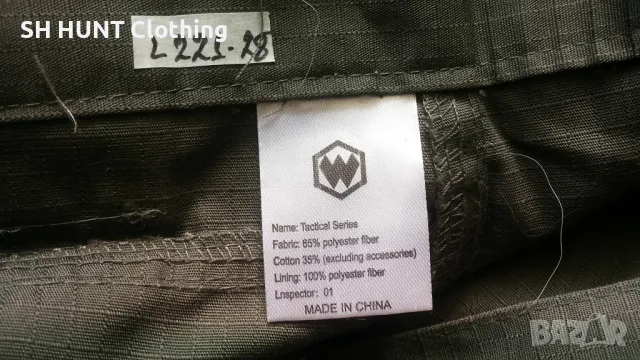 SH HUNT Clothing
L 221-28
W
Name: Tactical Series
Fabric: 65% polyester fiber
Cotton 35% (excluding accessories)
Lining: 100% polyester fiber
Lnspector: 01
MADE IN CHINA
BAZAR